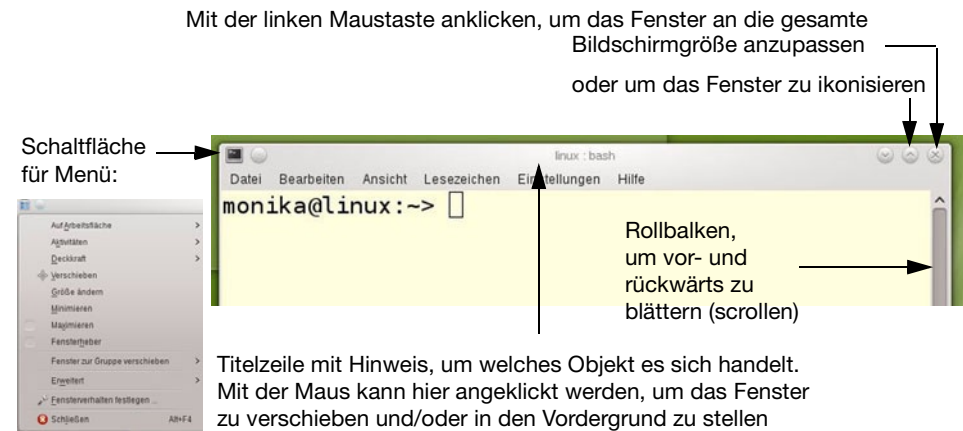 Mit der linken Maustaste anklicken, um das Fenster an die gesamte
Bildschirmgröße anzupassen
oder um das Fenster zu ikonisieren
Schaltfläche
für Menü:
linux : bash
Datei Bearbeiten Ansicht Lesezeichen Einstellungen Hilfe
monika@linux:~>
Auf Arbeitsfläche
Aktivitäten
Deckkraft
Verschieben
Größe ändern
Minimieren
Maximieren
Fensterheber
Fenster zur Gruppe verschieben
Erweitert
Fensterverhalten festlegen ...
Schließen Alt+F4
Rollbalken,
um vor- und
rückwärts zu
blättern (scrollen)
Titelzeile mit Hinweis, um welches Objekt es sich handelt.
Mit der Maus kann hier angeklickt werden, um das Fenster
zu verschieben und/oder in den Vordergrund zu stellen